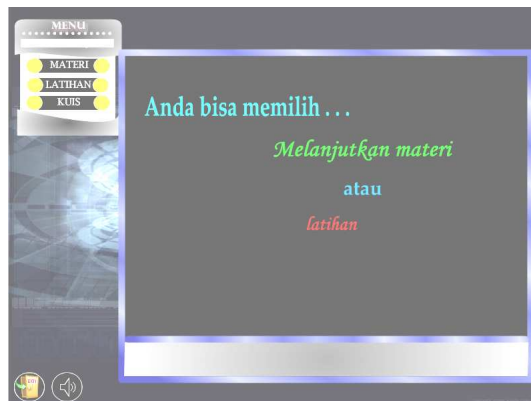 MENU
MATERI
LATIHAN
KUIS
Anda bisa memilih . . .
Melanjutkan materi
atau
latihan